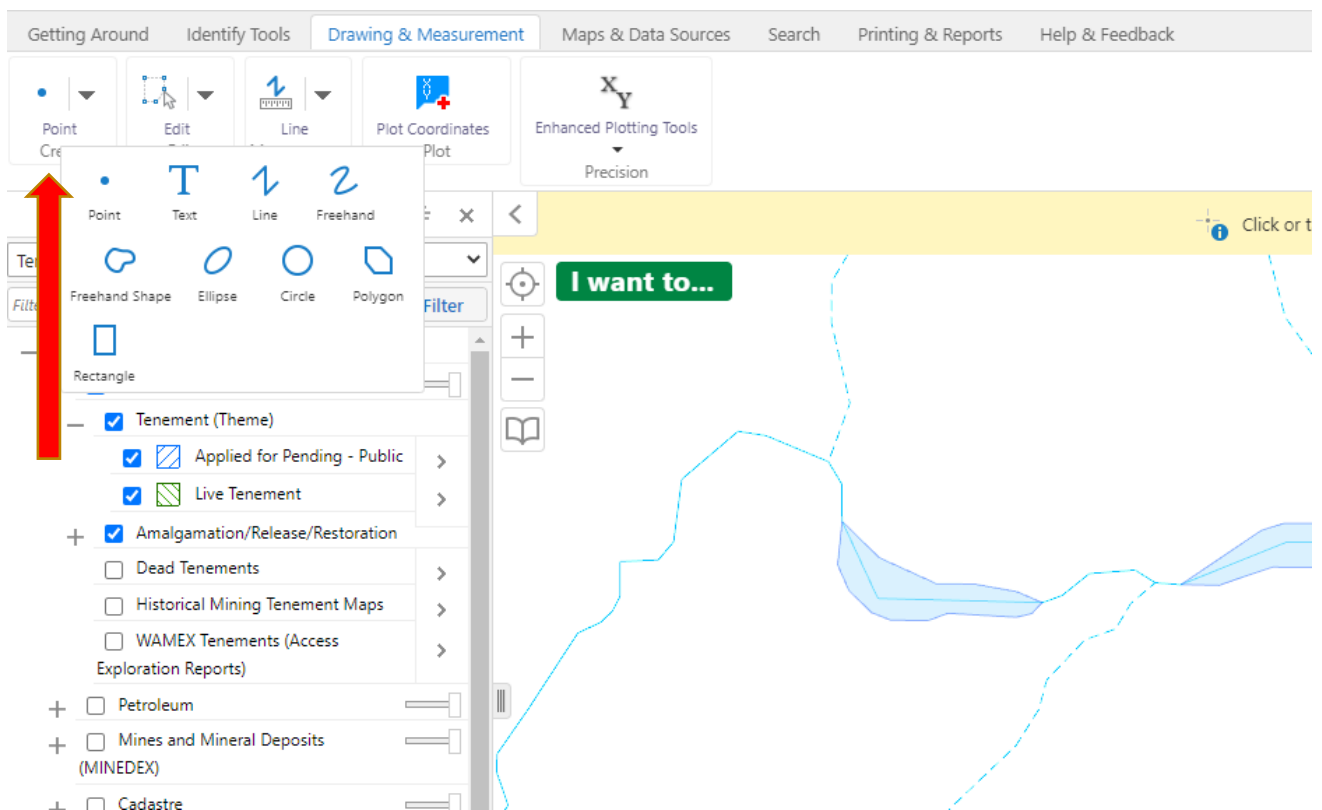 Getting Around Identify Tools Drawing & Measurement Maps & Data Sources Search Printing & Reports Help & Feedback
X
Y
Point Edit Line Plot Coordinates Enhanced Plotting Tools
Plot
Precision
T
Point Text Line Freehand
Click or t
I want to...
Freehand Shape Ellipse Circle Polygon
Filter
Rectangle
Tenement (Theme)
Applied for Pending - Public
Live Tenement
Amalgamation/Release/Restoration
Dead Tenements
Historical Mining Tenement Maps
WAMEX Tenements (Access
Exploration Reports)
Petroleum
Mines and Mineral Deposits
(MINEDEX)
Cadastre